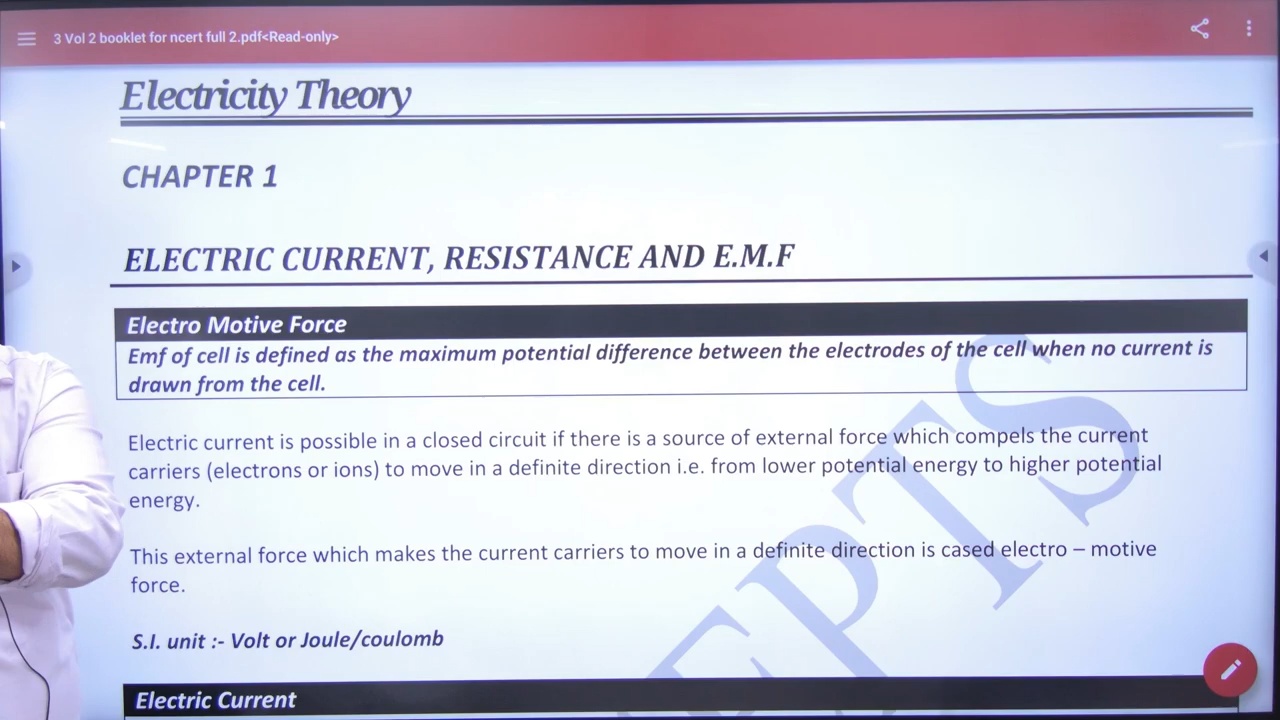 3 Vol 2 booklet for ncert full 2.pdf<Read-only>
Electricity Theory
CHAPTER 1
ELECTRIC CURRENT, RESISTANCE AND E.M.F
Electro Motive Force
Emf of cell is defined as the maximum potential difference between the electrodes of the cell when no current is
drawn from the cell.
Electric current is possible in a closed circuit if there is a source of external force which compels the current
carriers (electrons or ions) to move in a definite direction i.e. from lower potential energy to higher potential
energy.
This external force which makes the current carriers to move in a definite direction is cased electro – motive
force.
S.I. unit :- Volt or Joule/coulomb
EPTS
Electric Current